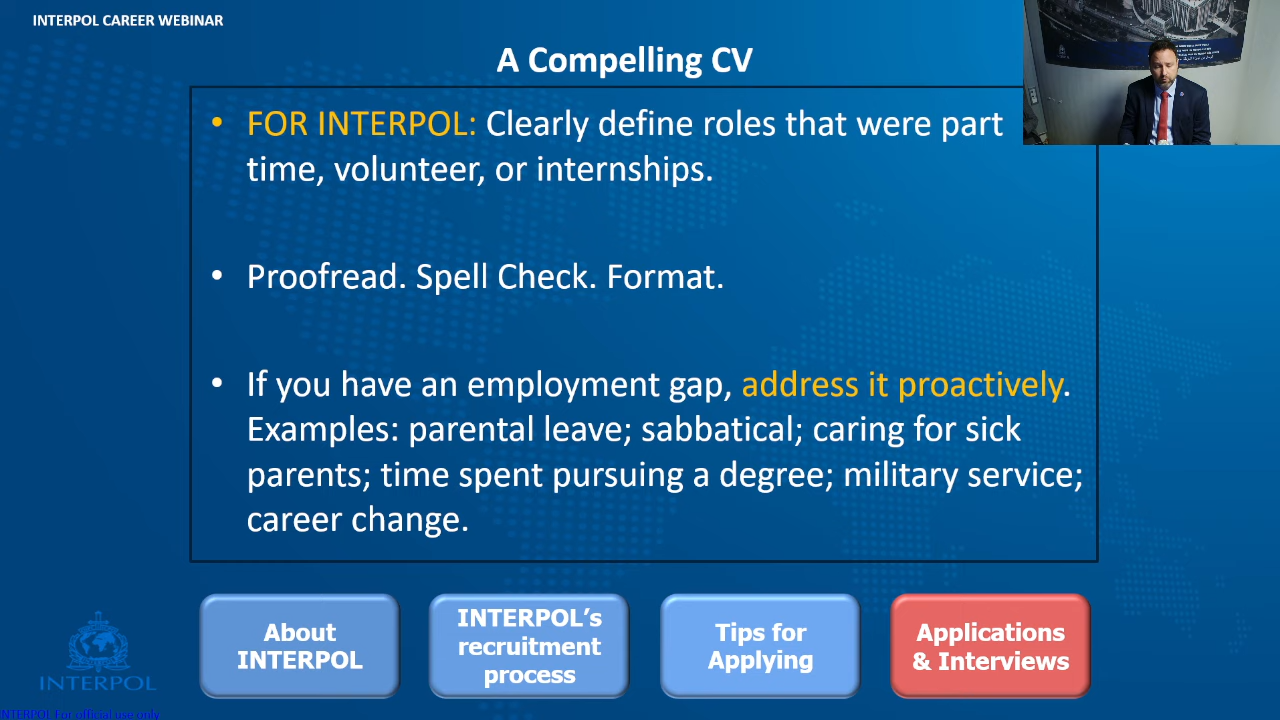 INTERPOL CAREER WEBINAR
A Compelling CV
• FOR INTERPOL: Clearly define roles that were part
time, volunteer, or internships.
• Proofread. Spell Check. Format.
• If you have an employment gap, address it proactively.
Examples: parental leave; sabbatical; caring for sick
parents; time spent pursuing a degree; military service;
career change.
About
INTERPOL
INTERPOL's
recruitment
process
Tips for
Applying
Applications
& Interviews
INTERPOL
INTERPOL For official use only